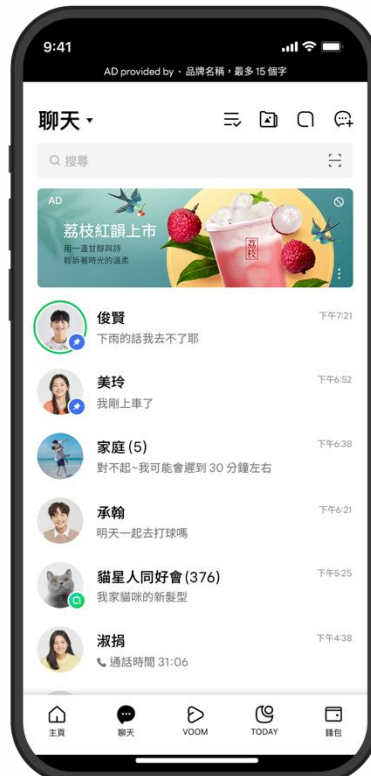 9:41
AD provided by・品牌名稱，最多 15 個字
聊天
搜尋
AD
荔枝紅韻上市
用一盞甘醇與詩
輕訴著時光的溫柔
荔枝
俊賢
下午7:21
下雨的話我去不了耶
美玲
下午6:52
我剛上車了
家庭 (5)
下午6:38
對不起~我可能會遲到 30 分鐘左右
承翰
下午6:21
明天一起去打球嗎
貓星人同好會 (376)
下午5:25
我家貓咪的新髮型
淑捐
下午4:38
通話時間 31:06
主頁
聊天
VOOM
TODAY
錢包